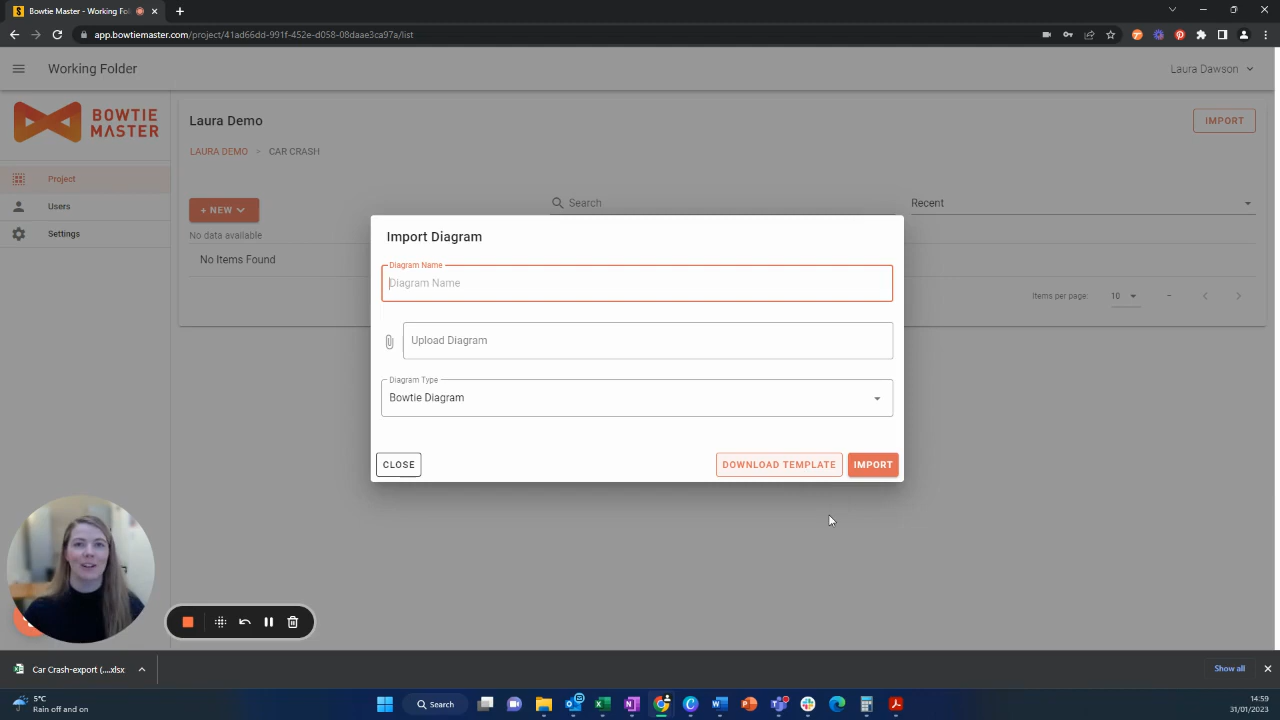 Bowtie Master - Working Fol
app.bowtiemaster.com/project/41ad66dd-991f-452e-d058-08daae3ca97a/list
Working Folder
Laura Dawson
BOWTIE
MASTER
Laura Demo
IMPORT
LAURA DEMO > CAR CRASH
Project
Users
Settings
+ NEW
Search
Recent
No data available
No Items Found
Items per page: 10 –
Import Diagram
Diagram Name
Diagram Name
Upload Diagram
Diagram Type
Bowtie Diagram
CLOSE
DOWNLOAD TEMPLATE
IMPORT
Car Crash-export (....xlsx
Show all
5°C
Rain off and on
Search
14:59
31/01/2023